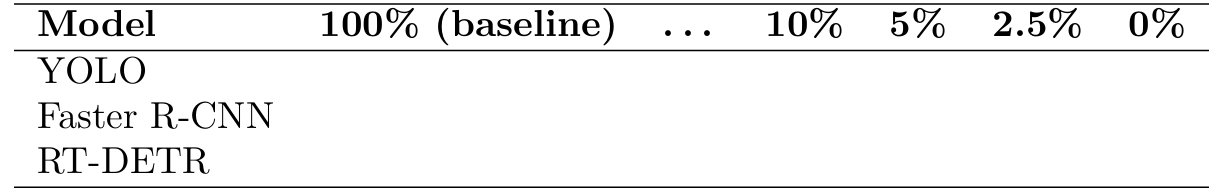 Model 100% (baseline) ... 10% 5% 2.5% 0%
YOLO
Faster R-CNN
RT-DETR